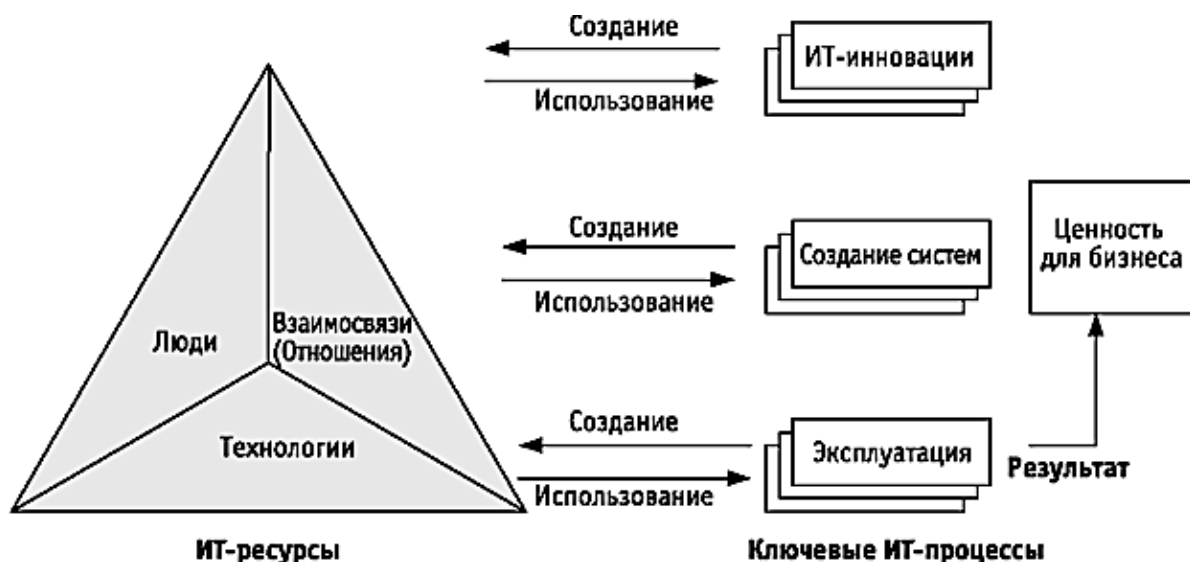 Создание
ИТ-инновации
Использование
Создание
Создание систем
Использование
Ценность
для бизнеса
Люди
Взаимосвязи
(Отношения)
Технологии
Создание
Эксплуатация
Использование
Результат
ИТ-ресурсы
Ключевые ИТ-процессы